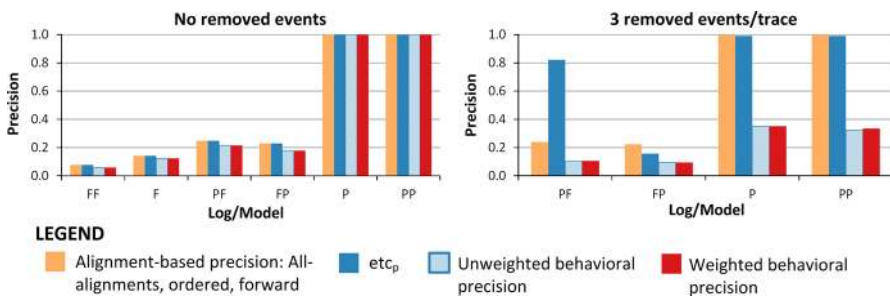 No removed events
3 removed events/trace
Precision
1.0
0.8
0.6
0.4
0.2
0.0
FF F PF FP P PP
Log/Model
Precision
1.0
0.8
0.6
0.4
0.2
0.0
PF FP P PP
Log/Model
LEGEND
Alignment-based precision: All-
alignments, ordered, forward
etcp
Unweighted behavioral
precision
Weighted behavioral
precision